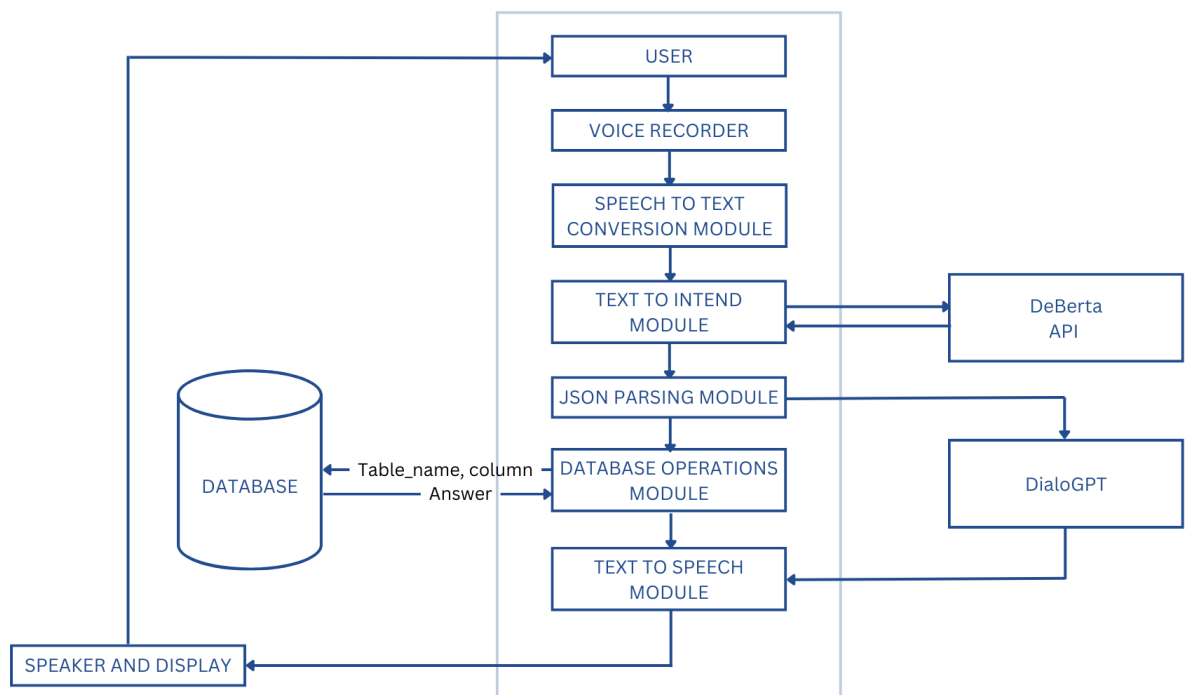 USER
VOICE RECORDER
SPEECH TO TEXT
CONVERSION MODULE
TEXT TO INTEND
MODULE
DeBerta
API
JSON PARSING MODULE
DATABASE
Table_name, column
Answer
DATABASE OPERATIONS
MODULE
DialoGPT
TEXT TO SPEECH
MODULE
SPEAKER AND DISPLAY